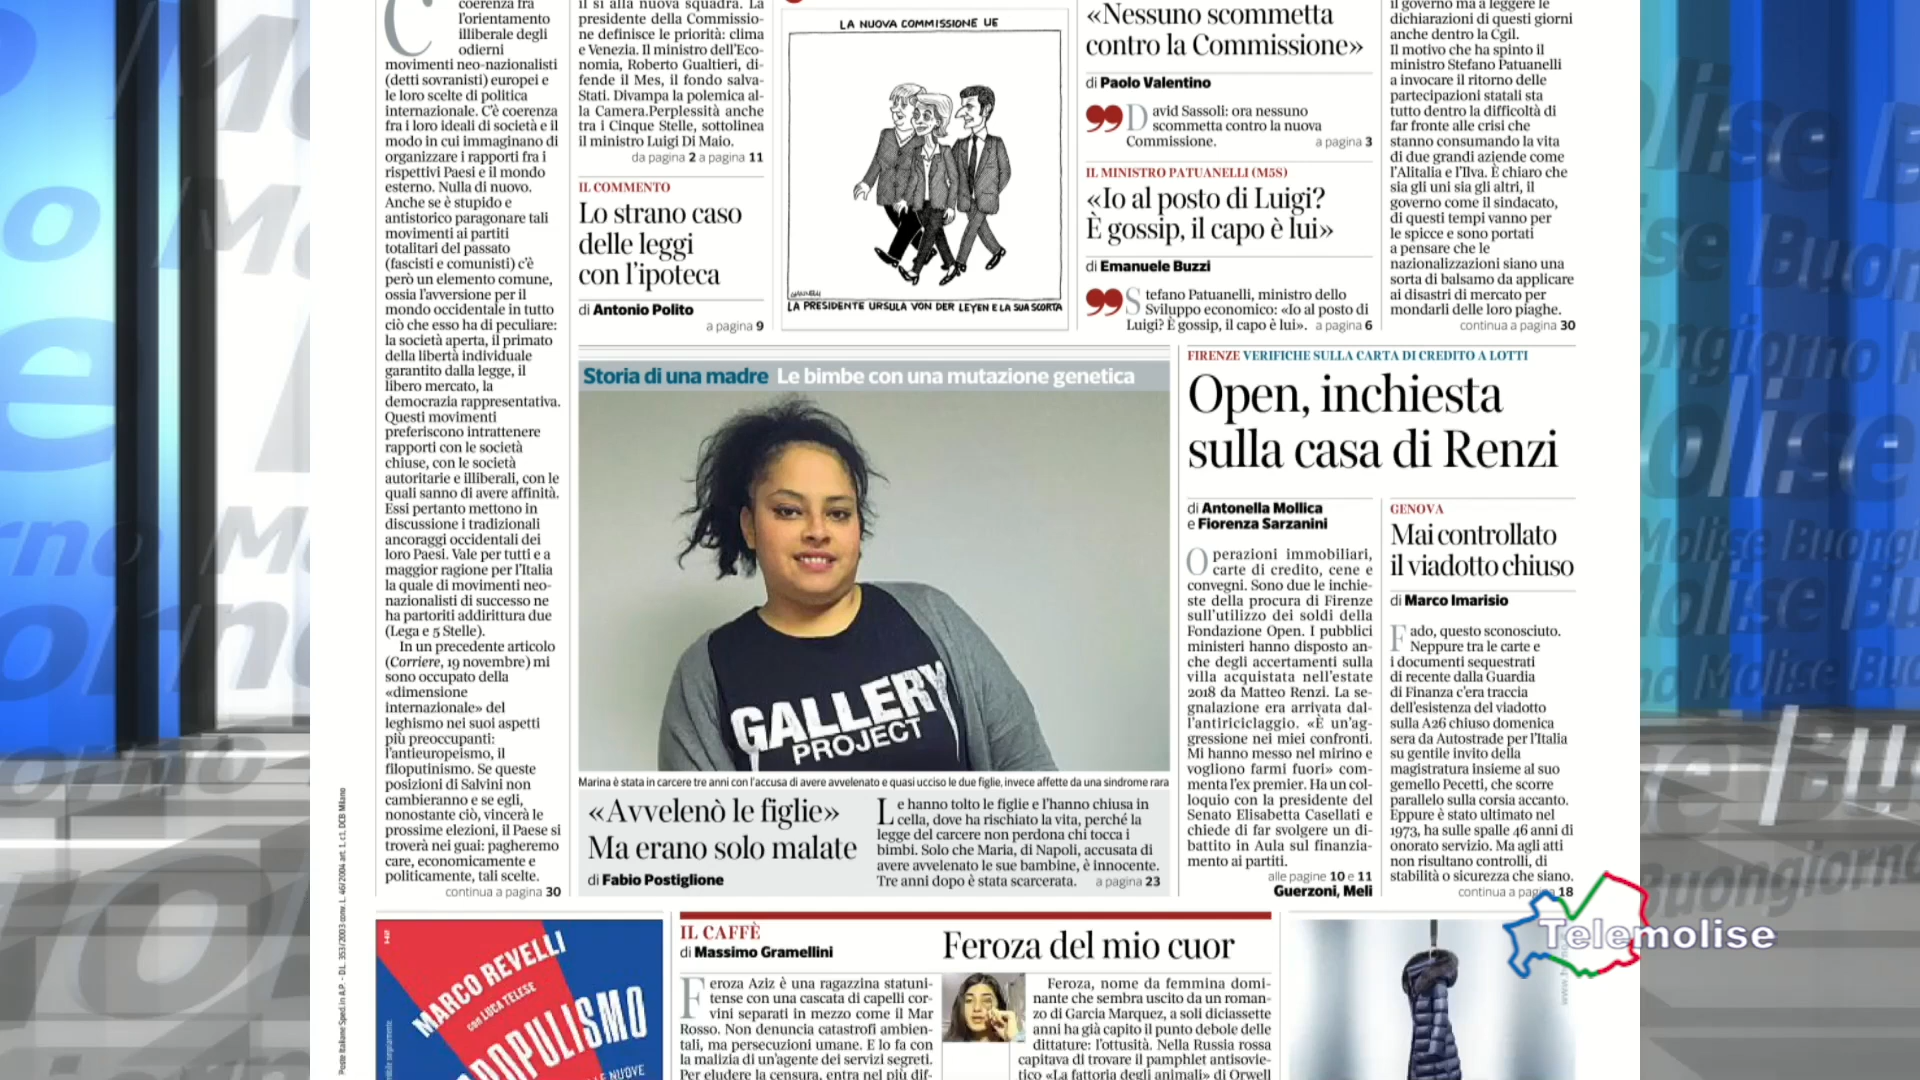 coerenza fra
l'orientamento
illiberale degli
odierni
movimenti neo-nazionalisti
(detti sovranisti) europei e
le loro scelte di politica
internazionale. C'è coerenza
fra i loro ideali di società e il
modo in cui immaginano di
organizzare i rapporti fra i
rispettivi Paesi e il mondo
esterno. Nulla di nuovo.
Anche se è stupido e
antistorico paragonare tali
movimenti ai partiti
totalitari del passato
(fascisti e comunisti) c'è
però un elemento comune,
ossia l'avversione per il
mondo occidentale in tutto
ciò che esso ha di peculiare:
la società aperta, il primato
della libertà individuale
garantito dalla legge, il
libero mercato, la
democrazia rappresentativa.
Questi movimenti
preferiscono intrattenere
rapporti con le società
chiuse, con le società
autoritarie e illiberali, con le
quali sanno di avere affinità.
Essi pertanto mettono in
discussione i tradizionali
ancoraggi occidentali dei
loro Paesi. Vale per tutti e a
maggior ragione per l'Italia
la quale di movimenti neo-
nazionalisti di successo ne
ha partoriti addirittura due
(Lega e 5 Stelle).
In un precedente articolo
(Corriere, 19 novembre) mi
sono occupato della
«dimensione
internazionale» del
leghismo nei suoi aspetti
più preoccupanti:
l'antieuropeismo, il
filoputinismo. Se queste
posizioni di Salvini non
cambieranno e se egli,
nonostante ciò, vincerà le
prossime elezioni, il Paese si
troverà nei guai: pagheremo
care, economicamente e
politicamente, tali scelte.
continua a pagina 30
il sì alla nuova squadra. La
presidente della Commissio-
ne definisce le priorità: clima
e Venezia. Il ministro dell'Eco-
nomia, Roberto Gualtieri, di-
fende il Mes, il fondo salva-
Stati. Divampa la polemica al-
la Camera.Perplessità anche
tra i Cinque Stelle, sottolinea
il ministro Luigi Di Maio.
da pagina 2 a pagina 11
IL COMMENTO
Lo strano caso
delle leggi
con l'ipoteca
di Antonio Polito
a pagina 9
LA NUOVA COMMISSIONE UE
GIANNELLI
LA PRESIDENTE URSULA VON DER LEYEN E LA SUA SCORTA
«Nessuno scommetta
contro la Commissione»
di Paolo Valentino
David Sassoli: ora nessuno
scommetta contro la nuova
Commissione. a pagina 3
IL MINISTRO PATUANELLI (M5S)
«Io al posto di Luigi?
È gossip, il capo è lui»
di Emanuele Buzzi
Stefano Patuanelli, ministro dello
Sviluppo economico: «Io al posto di
Luigi? È gossip, il capo è lui». a pagina 6
il governo ma a leggere le
dichiarazioni di questi giorni
anche dentro la Cgil.
Il motivo che ha spinto il
ministro Stefano Patuanelli
a invocare il ritorno delle
partecipazioni statali sta
tutto dentro la difficoltà di
far fronte alle crisi che
stanno consumando la vita
di due grandi aziende come
l'Alitalia e l'Ilva. È chiaro che
sia gli uni sia gli altri, il
governo come il sindacato,
di questi tempi vanno per
le spicce e sono portati
a pensare che le
nazionalizzazioni siano una
sorta di balsamo da applicare
ai disastri di mercato per
mondarli delle loro piaghe.
continua a pagina 30
Storia di una madre Le bimbe con una mutazione genetica
GALLERY
PROJECT
Marina è stata in carcere tre anni con l'accusa di avere avvelenato e quasi ucciso le due figlie, invece affette da una sindrome rara
«Avvelenò le figlie»
Ma erano solo malate
di Fabio Postiglione
Le hanno tolto le figlie e l'hanno chiusa in
cella, dove ha rischiato la vita, perché la
legge del carcere non perdona chi tocca i
bimbi. Solo che Maria, di Napoli, accusata di
avere avvelenato le sue bambine, è innocente.
Tre anni dopo è stata scarcerata. a pagina 23
FIRENZE VERIFICHE SULLA CARTA DI CREDITO A LOTTI
Open, inchiesta
sulla casa di Renzi
di Antonella Mollica
e Fiorenza Sarzanini
Operazioni immobiliari,
carte di credito, cene e
convegni. Sono due le inchie-
ste della procura di Firenze
sull'utilizzo dei soldi della
Fondazione Open. I pubblici
ministeri hanno disposto an-
che degli accertamenti sulla
villa acquistata nell'estate
2018 da Matteo Renzi. La se-
gnalazione era arrivata dal-
l'antiriciclaggio. «È un'ag-
gressione nei miei confronti.
Mi hanno messo nel mirino e
vogliono farmi fuori» com-
menta l'ex premier. Ha un col-
loquio con la presidente del
Senato Elisabetta Casellati e
chiede di far svolgere un di-
battito in Aula sul finanzia-
mento ai partiti.
alle pagine 10 e 11
Guerzoni, Meli
GENOVA
Mai controllato
il viadotto chiuso
di Marco Imarisio
Fado, questo sconosciuto.
Neppure tra le carte e
i documenti sequestrati
di recente dalla Guardia
di Finanza c'era traccia
dell'esistenza del viadotto
sulla A26 chiuso domenica
sera da Autostrade per l'Italia
su gentile invito della
magistratura insieme al suo
gemello Pecetti, che scorre
parallelo sulla corsia accanto.
Eppure è stato ultimato nel
1973, ha sulle spalle 46 anni di
onorato servizio. Ma agli atti
non risultano controlli, di
stabilità o sicurezza che siano.
continua a pagina 18
Poste Italiane Sped. in A.P. - D.L. 353/2003 conv. L. 46/2004 art. 1, c1, DCB Milano
MARCO REVELLI
con LUCA TELESE
POPULISMO
LE NUOVE
IL CAFFÈ
di Massimo Gramellini
Feroza del mio cuor
Feroza Aziz è una ragazzina statuni-
tense con una cascata di capelli cor-
vini separati in mezzo come il Mar
Rosso. Non denuncia catastrofi ambien-
tali, ma persecuzioni umane. E lo fa con
la malizia di un'agente dei servizi segreti.
Per eludere la censura, entra nel più dif-
Feroza, nome da femmina domi-
nante che sembra uscito da un roman-
zo di Garcia Marquez, a soli diciassette
anni ha già capito il punto debole delle
dittature: l'ottusità. Nella Russia rossa
capitava di trovare il pamphlet antisovie-
tico «La fattoria degli animali» di Orwell
Telemolise
Buongiorno Molise